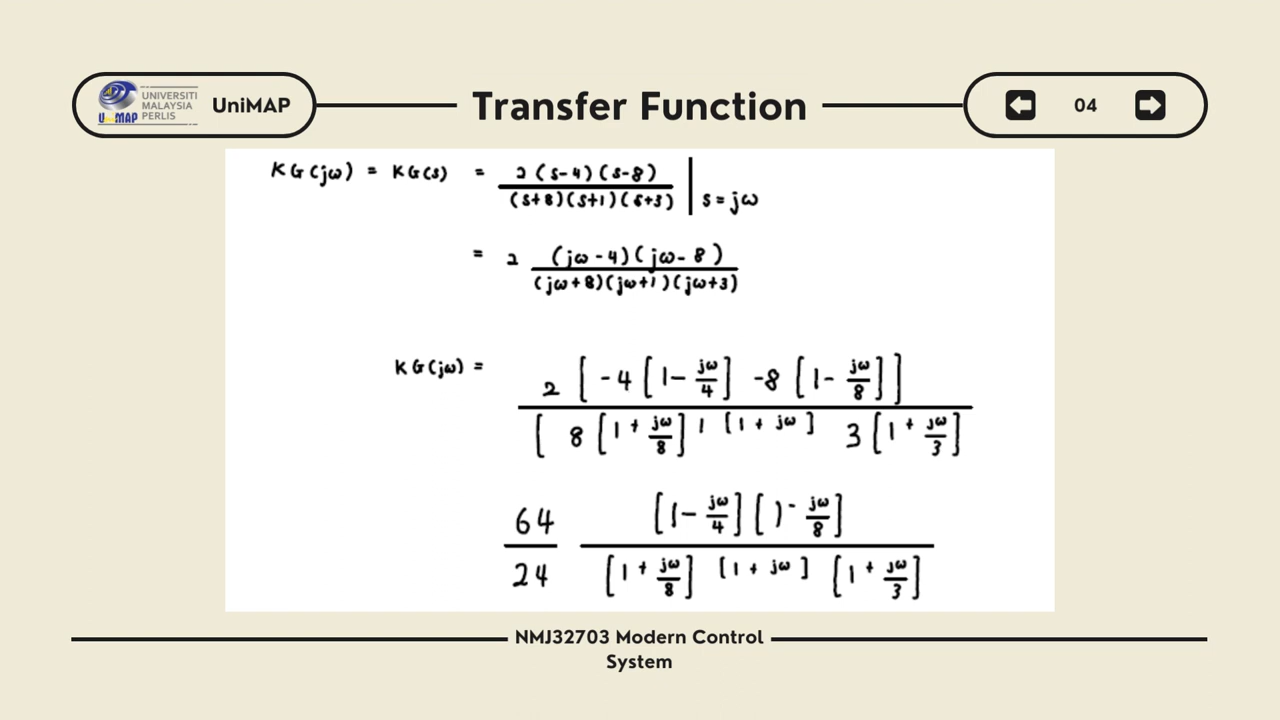 UNIVERSITI
MALAYSIA
PERLIS
UniMAP
UniMAP
Transfer Function
04
KG(jω) = KG(s) = 2(s-4)(s-8) / (s+8)(s+1)(s+3) | s=jω
= 2 (jω-4)(jω-8) / (jω+8)(jω+1)(jω+3)
KG(jω) = 2 [ -4 [1 - jω/4] -8 [1 - jω/8] ] / [ 8 [1 + jω/8] 1 [1 + jω] 3 [1 + jω/3]
64/24 [1 - jω/4] [1 - jω/8] / [1 + jω/8] [1 + jω] [1 + jω/3]
NMJ32703 Modern Control
System